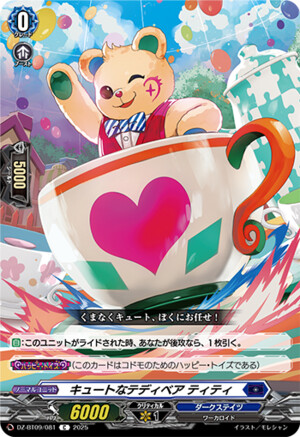 0
グレード
ブースト
5000
シールド
くまなくキュート、ぼくにお任せ！
:このユニットがライドされた時、あなたが後攻なら、1枚引く。
ハッピー・トイズ (このカードはコドモのためのハッピー・トイズである)
ノーマルユニット
キュートなテディベア ティティ
パワー 6000 クリティカル 1 ダークステイツ
ワーカロイド
DZ-BT09/081 C 2025 イラスト／モレシャン